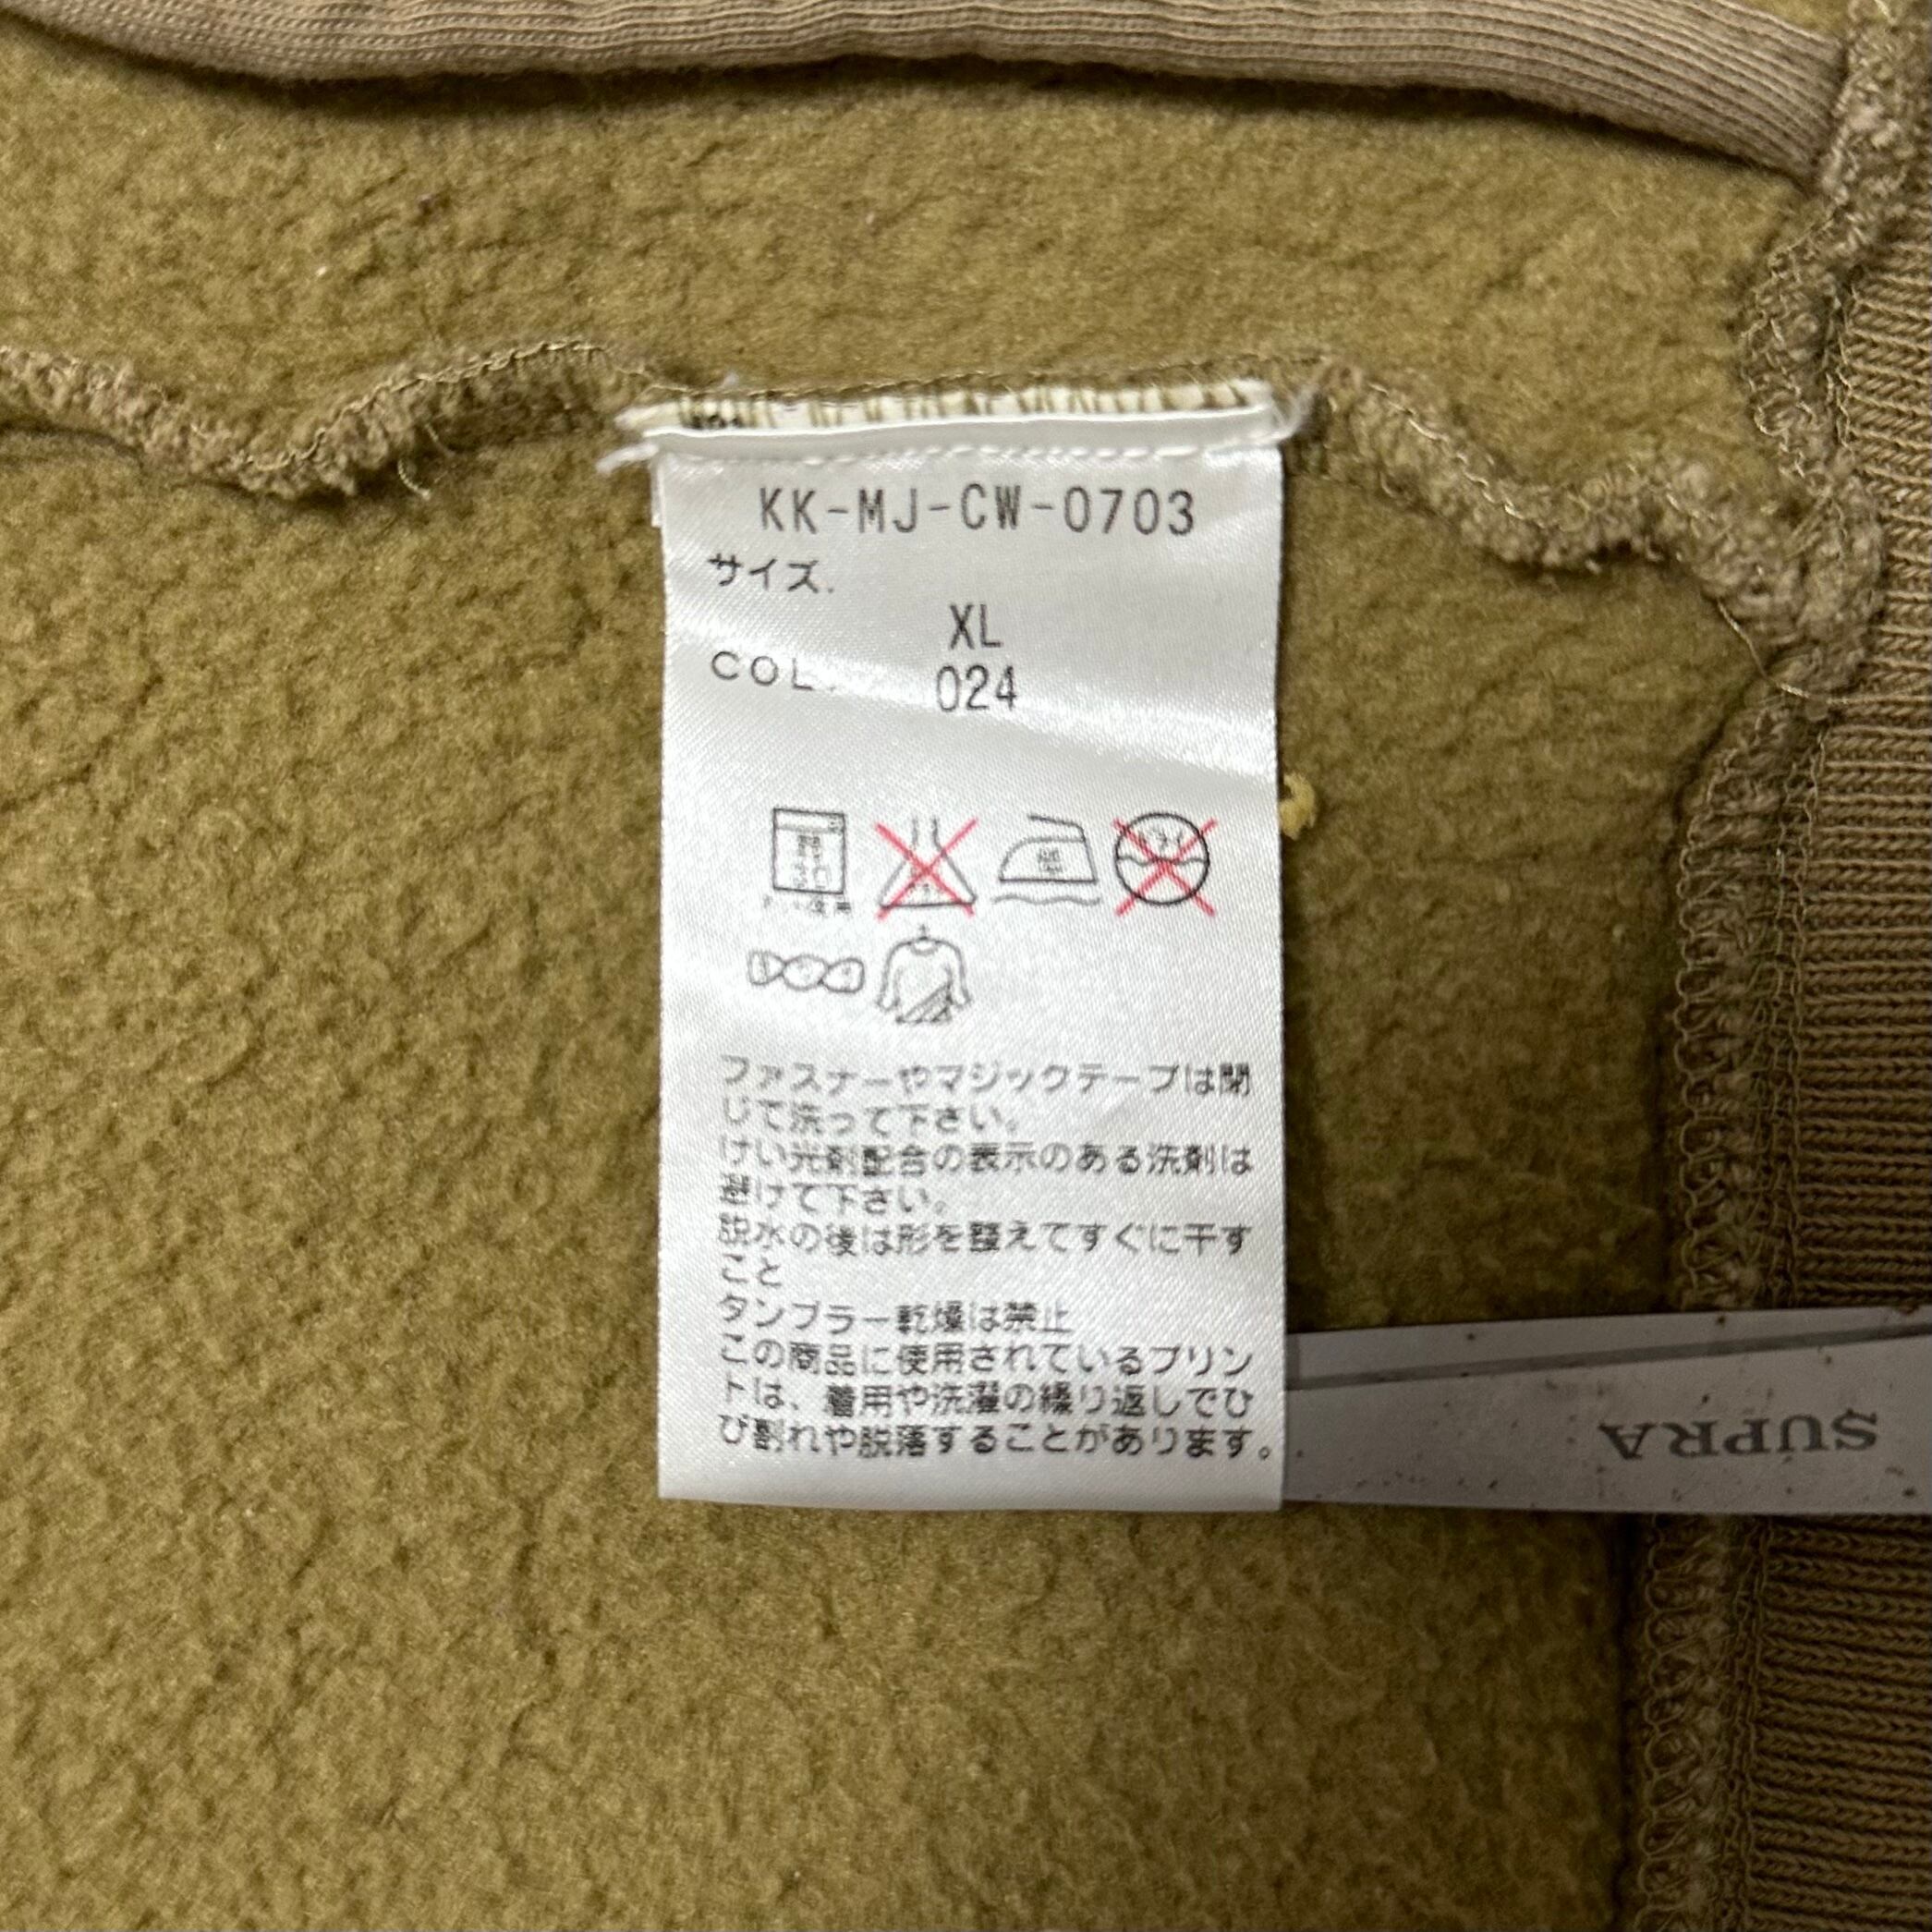 KK-MJ-CW-0703
サイズ.
XL
COL. 024
ネット使用
低
ファスナーやマジックテープは閉
じて洗って下さい。
けい光剤配合の表示のある洗剤は
避けて下さい。
脱水の後は形を整えてすぐに干す
こと
タンブラー乾燥は禁止
この商品に使用されているプリン
トは、着用や洗濯の繰り返しでひ
び割れや脱落することがあります。
SUPRA